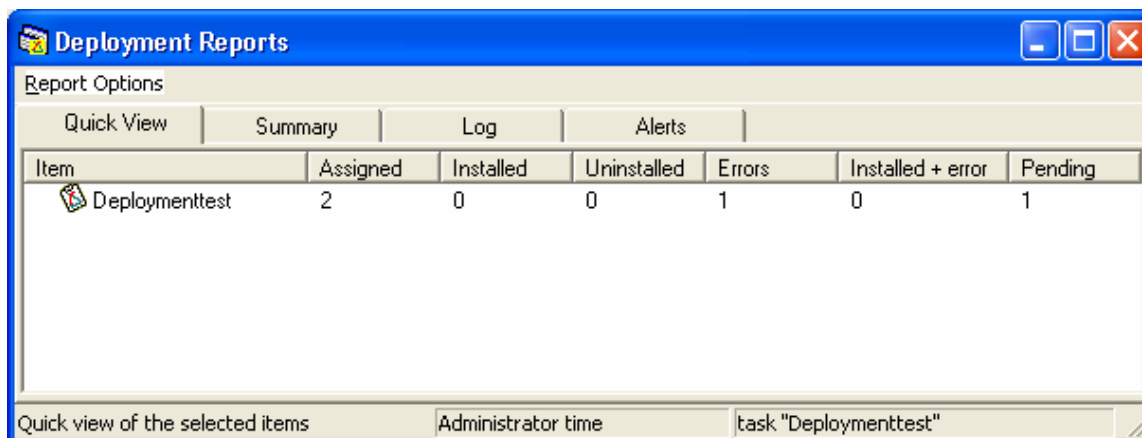 Deployment Reports
Report Options
Quick View Summary Log Alerts
Item Assigned Installed Uninstalled Errors Installed + error Pending
Deploymenttest 2 0 0 1 0 1
Quick view of the selected items Administrator time task "Deploymenttest"